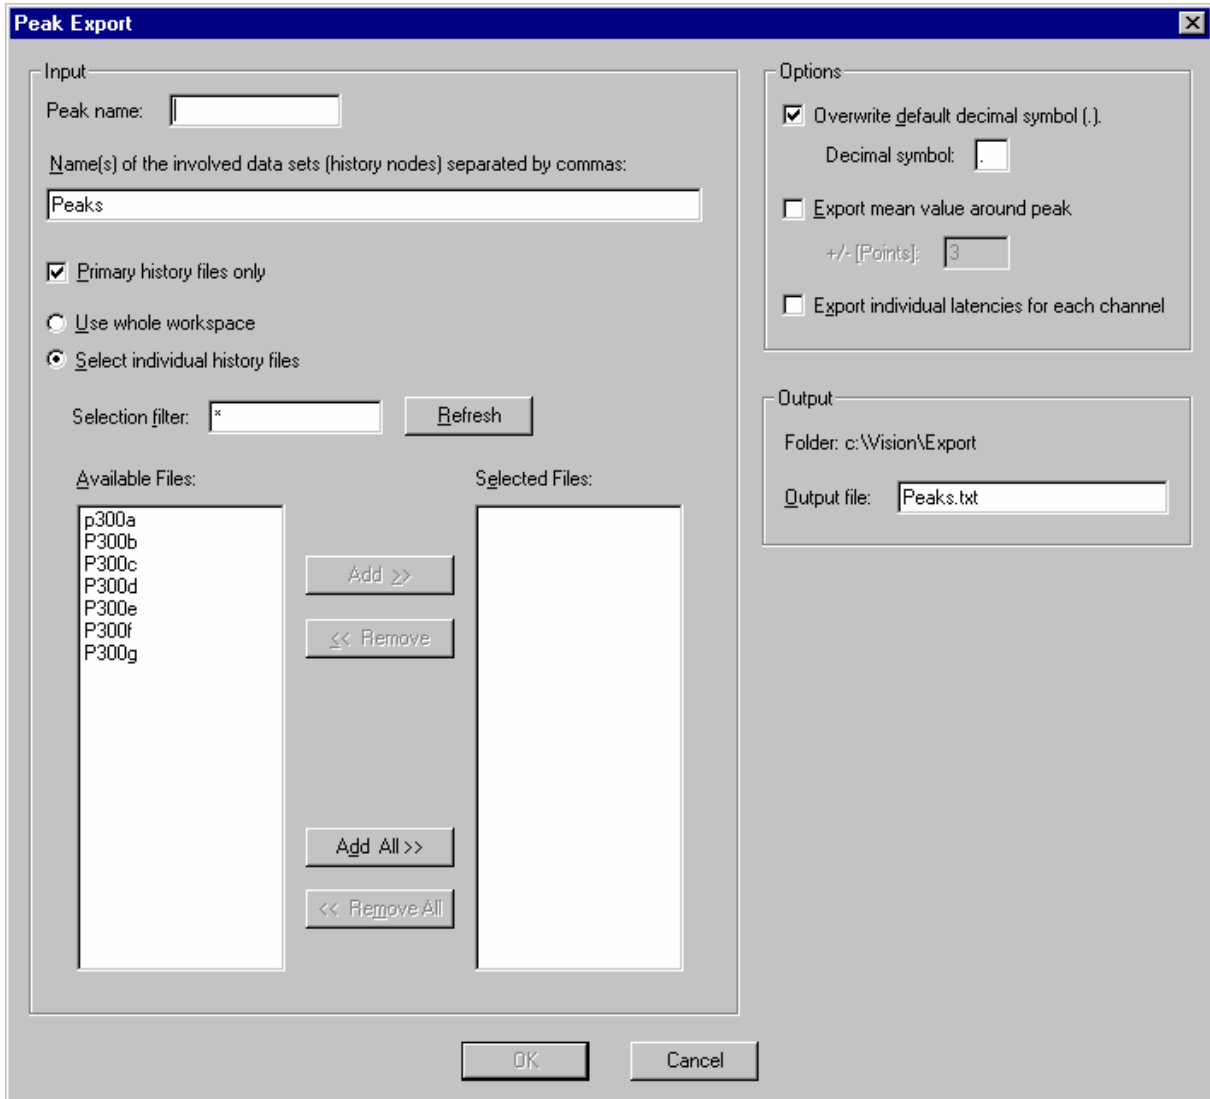 Peak Export
Input
Peak name:
Name(s) of the involved data sets (history nodes) separated by commas:
Peaks
Primary history files only
Use whole workspace
Select individual history files
Selection filter: * Refresh
Available Files:
p300a
P300b
P300c
P300d
P300e
P300f
P300g
Add >>
<< Remove
Add All >>
<< Remove All
Selected Files:
Options
Overwrite default decimal symbol (.).
Decimal symbol: .
Export mean value around peak
+/- [Points]: 3
Export individual latencies for each channel
Output
Folder: c:\Vision\Export
Output file: Peaks.txt
OK Cancel